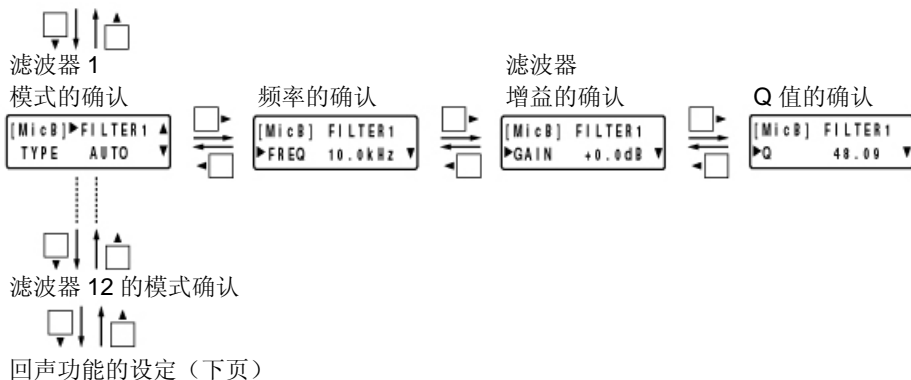 滤波器 1
模式的确认
[MicB]▶FILTER1 ▲
TYPE AUTO ▼
频率的确认
[MicB] FILTER1
▶FREQ 10.0kHz ▼
滤波器
增益的确认
[MicB] FILTER1
▶GAIN +0.0dB ▼
Q 值的确认
[MicB] FILTER1
▶Q 48.09 ▼
滤波器 12 的模式确认
回声功能的设定（下页）